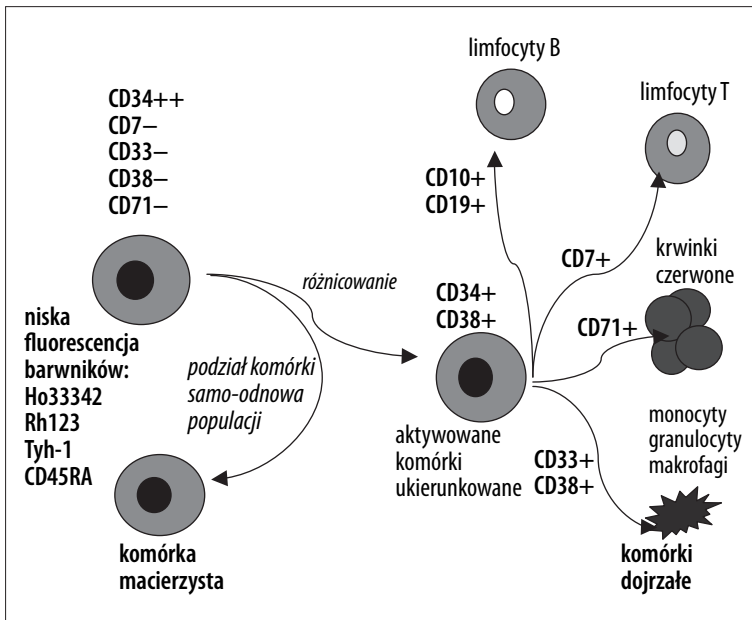 CD34++
CD7–
CD33–
CD38–
CD71–
niska
fluorescencja
barwników:
Ho33342
Rh123
Tyh-1
CD45RA
różnicowanie
podział komórki
samo-odnowa
populacji
komórka
macierzysta
limfocyty B
CD10+
CD19+
limfocyty T
CD7+
CD34+
CD38+
krwinki
czerwone
CD71+
aktywowane
komórki
ukierunkowane
CD33+
CD38+
monocyty
granulocyty
makrofagi
komórki
dojrzałe